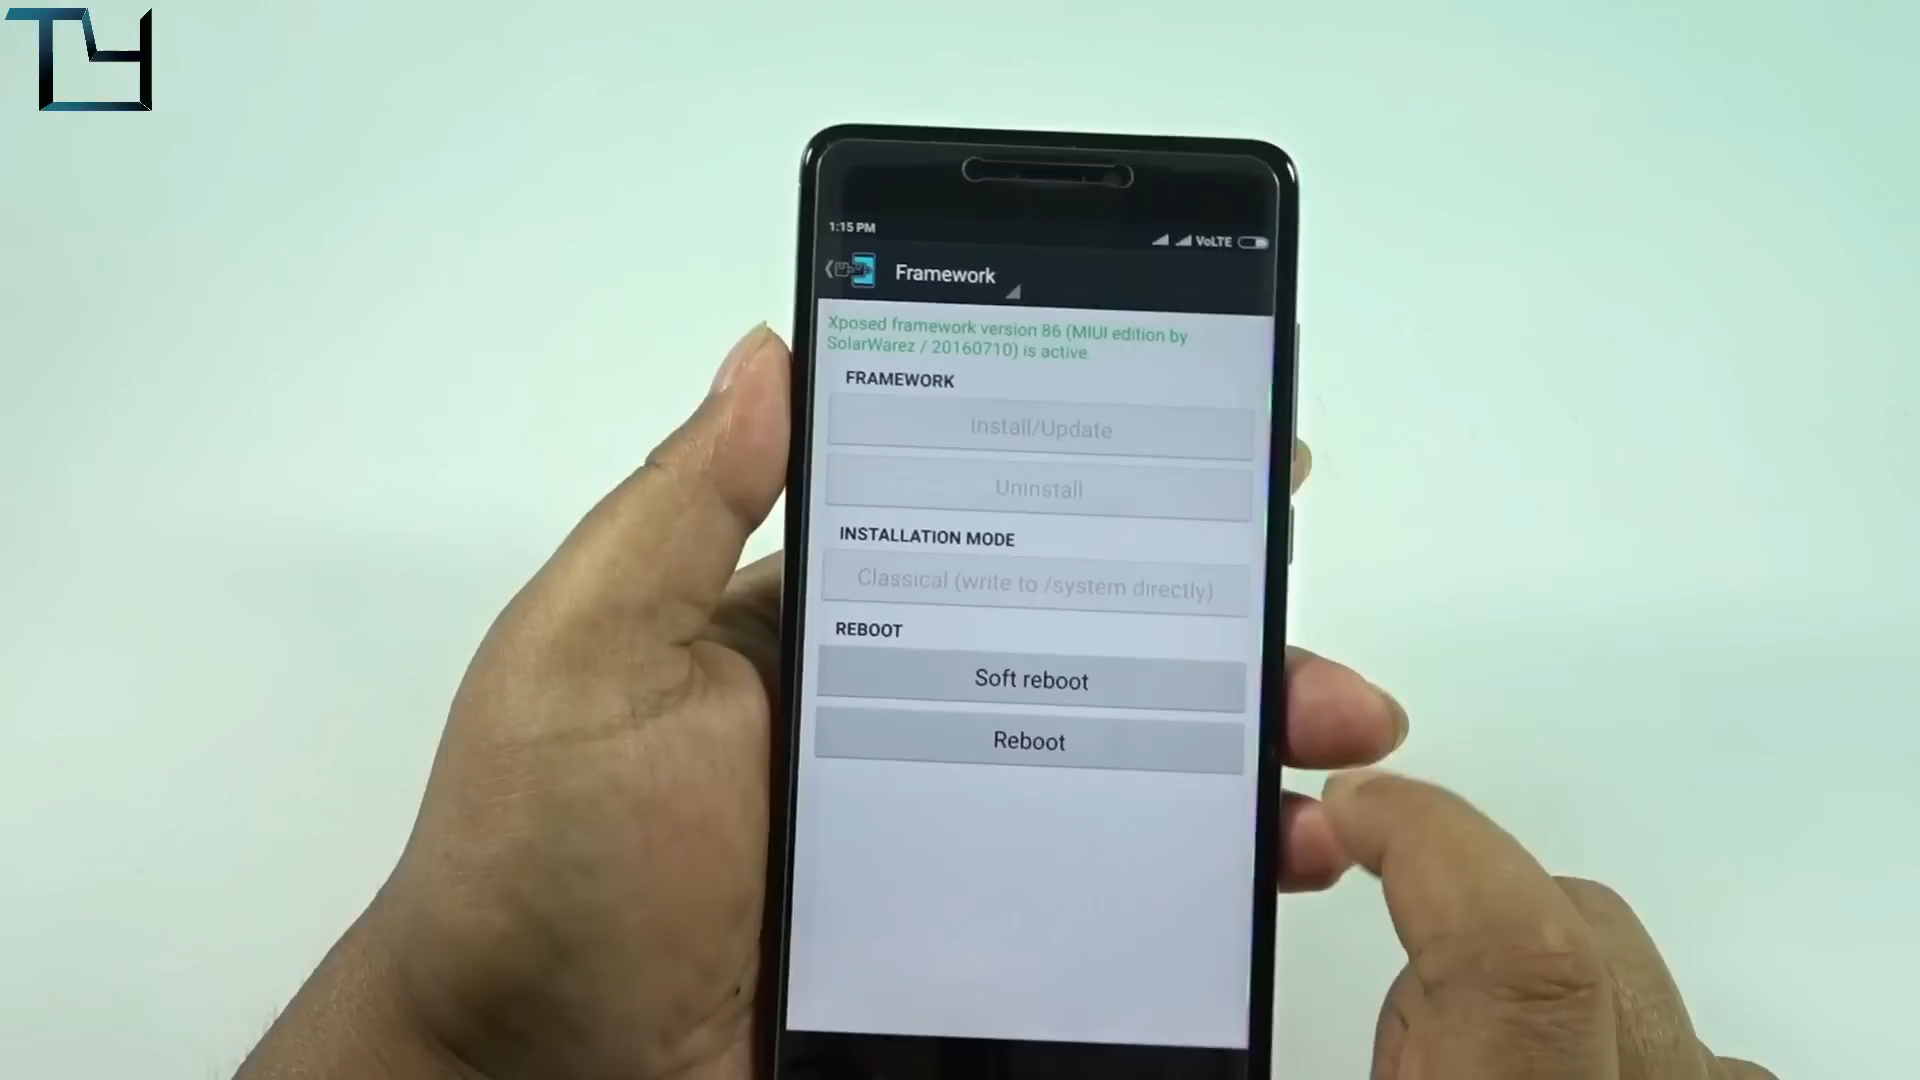 TY
1:15 PM
VoLTE
Framework
Xposed framework version 86 (MIUI edition by
SolarWarez / 20160710) is active.
FRAMEWORK
Install/Update
Uninstall
INSTALLATION MODE
Classical (write to /system directly)
REBOOT
Soft reboot
Reboot